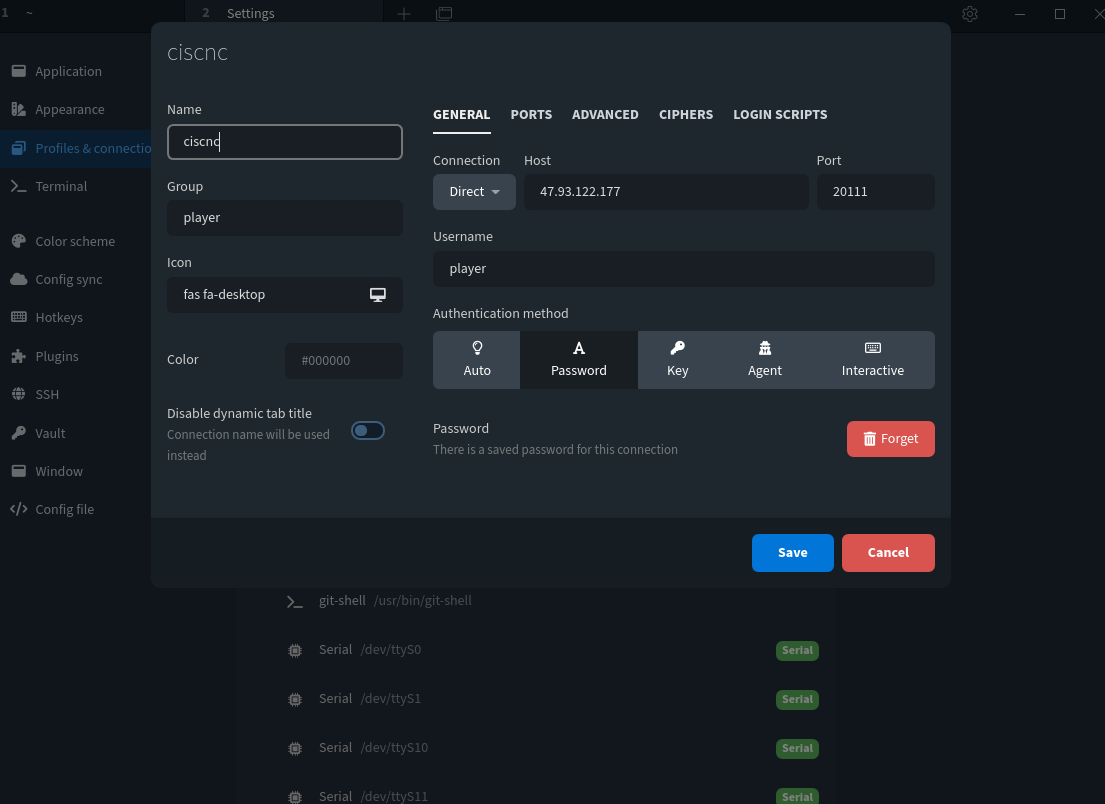 1 ~
2 Settings
Application
Appearance
Profiles & connectio
Terminal
Color scheme
Config sync
Hotkeys
Plugins
SSH
Vault
Window
Config file
ciscnc
Name
ciscnc
Group
player
Icon
fas fa-desktop
Color
#000000
Disable dynamic tab title
Connection name will be used
instead
GENERAL PORTS ADVANCED CIPHERS LOGIN SCRIPTS
Connection Host Port
Direct 47.93.122.177 20111
Username
player
Authentication method
Auto Password Key Agent Interactive
Password
There is a saved password for this connection
Forget
Save Cancel
git-shell /usr/bin/git-shell
Serial /dev/ttyS0 Serial
Serial /dev/ttyS1 Serial
Serial /dev/ttyS10 Serial
Serial /dev/ttyS11 Serial